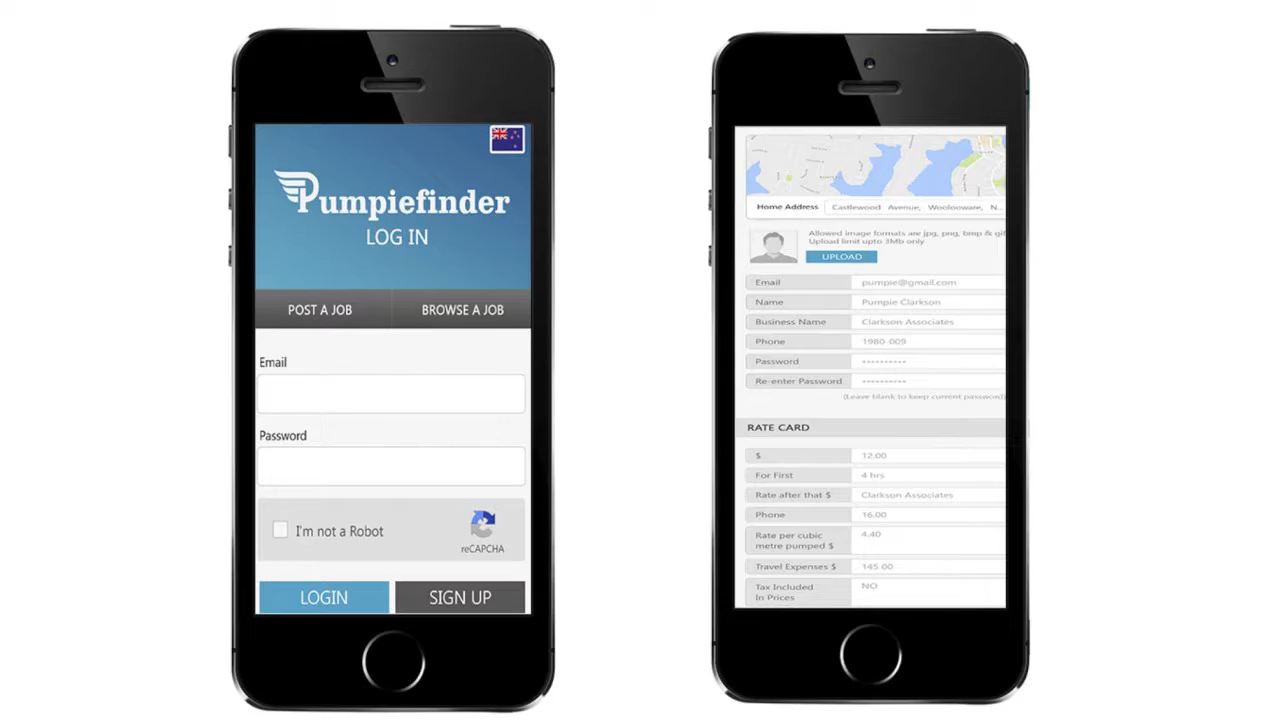 Pumpiefinder
LOG IN
POST A JOB BROWSE A JOB
Email
Password
I'm not a Robot
reCAPCHA
LOGIN SIGN UP
Home Address Castlewood Avenue, Woolooware, N...
Allowed image formats are jpg, png, bmp & gif
Upload limit upto 3Mb only
UPLOAD
Email pumpie@gmail.com
Name Pumpie Clarkson
Business Name Clarkson Associates
Phone 1980-009
Password ----------
Re-enter Password ----------
(Leave blank to keep current password)
RATE CARD
$ 12.00
For First 4 hrs
Rate after that $ Clarkson Associates
Phone 16.00
Rate per cubic 4.40
metre pumped $
Travel Expenses $ 145 00
Tax Included NO
In Prices